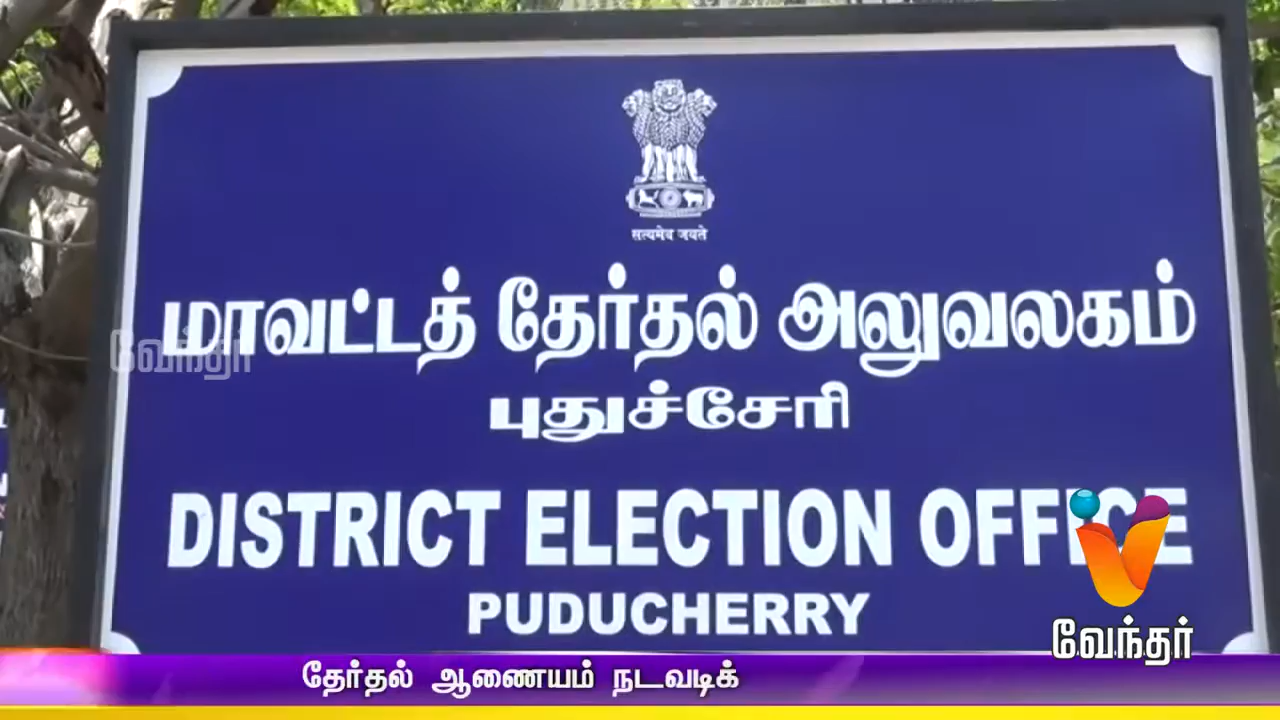 सत्यमेव जयते
மாவட்டத் தேர்தல் அலுவலகம்
வேந்தர்
புதுச்சேரி
DISTRICT ELECTION OFFICE
PUDUCHERRY
வேந்தர்
தேர்தல் ஆணையம் நடவடிக்